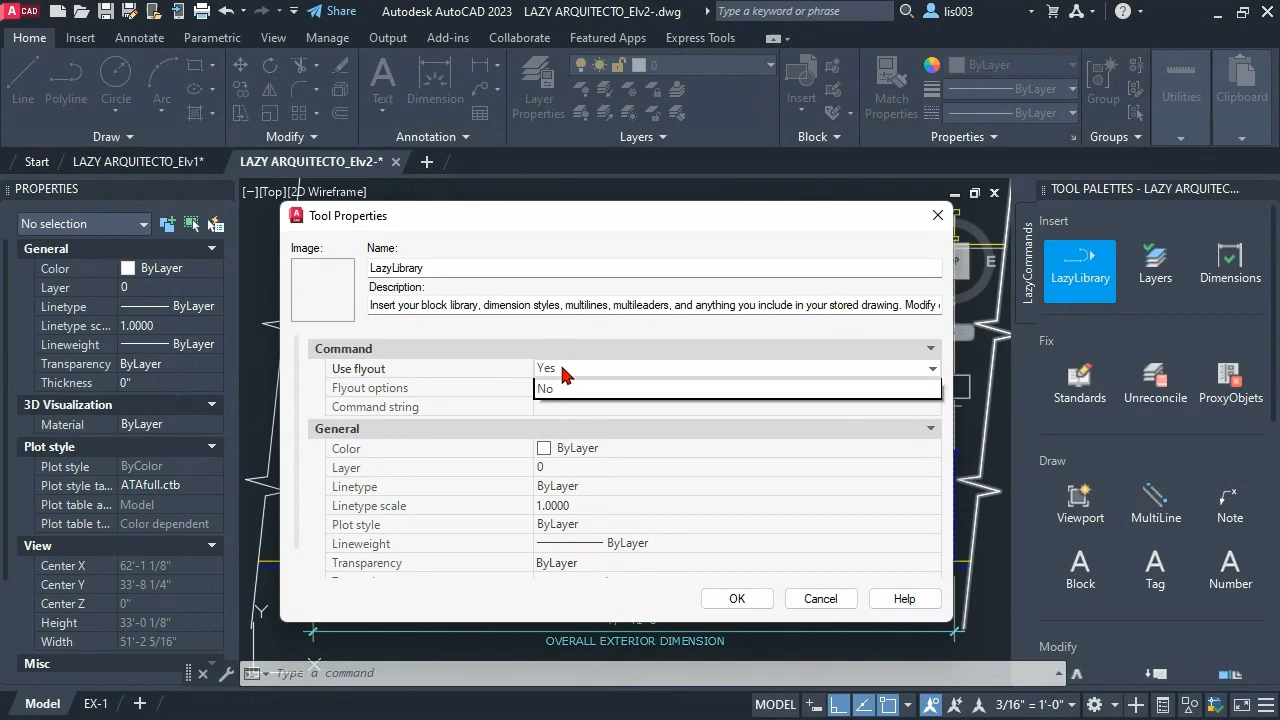 CAD
Share
Autodesk AutoCAD 2023
LAZY ARQUITECTO_Elv2-.dwg
Type a keyword or phrase
lis003
Home
Insert
Annotate
Parametric
View
Manage
Output
Add-ins
Collaborate
Featured Apps
Express Tools
Line
Polyline
Circle
Arc
Text
Dimension
Layer
Properties
0
Insert
Match
Properties
ByLayer
ByLayer
ByLayer
Group
Utilities
Clipboard
Draw
Modify
Annotation
Layers
Block
Properties
Groups
Start
LAZY ARQUITECTO_Elv1*
LAZY ARQUITECTO_Elv2-*
PROPERTIES
No selection
General
Color ByLayer
Layer 0
Linetype ByLayer
Linetype sc... 1.0000
Lineweight ByLayer
Transparency ByLayer
Thickness 0"
3D Visualization
Material ByLayer
Plot style
Plot style ByColor
Plot style ta... ATAfull.ctb
Plot table a... Model
Plot table t... Color dependent
View
Center X 62'-1 1/8"
Center Y 33'-8 1/4"
Center Z 0"
Height 33'-0 1/8"
Width 51'-2 5/16"
Misc
[−][Top][2D Wireframe]
Tool Properties
Image:
Name:
LazyLibrary
Description:
Insert your block library, dimension styles, multilines, multileaders, and anything you include in your stored drawing. Modify
Command
Use flyout Yes
Flyout options No
Command string
General
Color ByLayer
Layer 0
Linetype ByLayer
Linetype scale 1.0000
Plot style ByLayer
Lineweight ByLayer
Transparency ByLayer
OK
Cancel
Help
E
Y
X
OVERALL EXTERIOR DIMENSION
Type a command
TOOL PALETTES - LAZY ARQUITEC...
LazyCommands
Insert
LazyLibrary
Layers
Dimensions
Fix
Standards
Unreconcile
ProxyObjets
Draw
Viewport
MultiLine
Note
Block
Tag
Number
Modify
Model
EX-1
MODEL
3/16" = 1'-0"